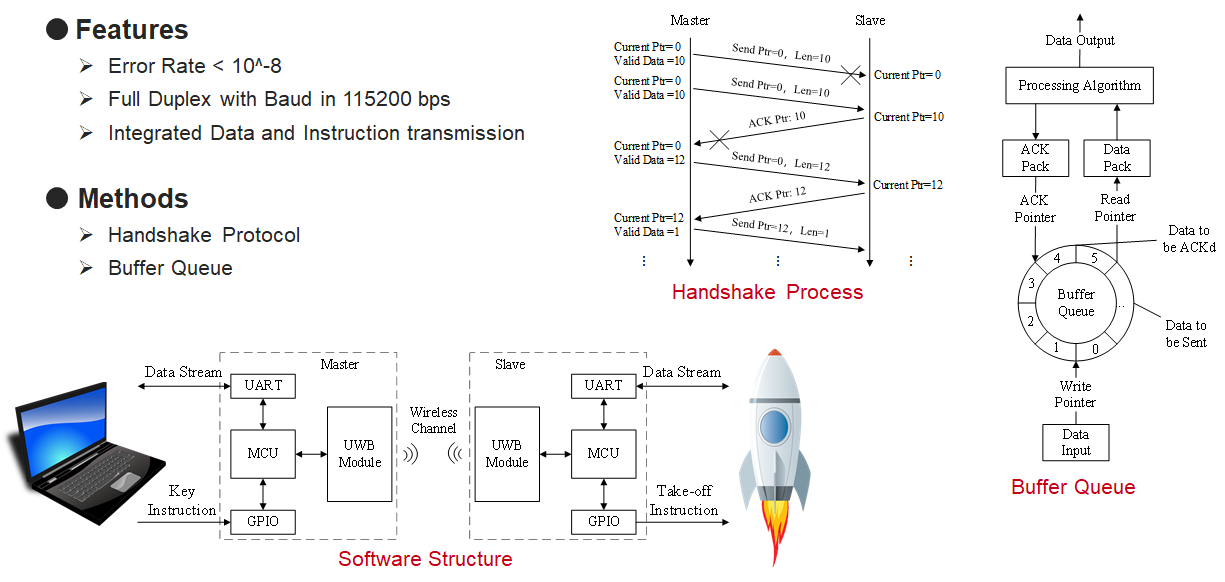 Features
Error Rate < 10^-8
Full Duplex with Baud in 115200 bps
Integrated Data and Instruction transmission
Methods
Handshake Protocol
Buffer Queue
Master
Slave
Current Ptr= 0
Valid Data =10
Send Ptr=0, Len=10
Current Ptr= 0
Current Ptr= 0
Valid Data =10
Send Ptr=0, Len=10
Current Ptr=10
ACK Ptr: 10
Current Ptr= 0
Valid Data =12
Send Ptr=0, Len=12
Current Ptr=12
ACK Ptr: 12
Current Ptr=12
Valid Data =1
Send Ptr=12, Len=1
⋮
⋮
⋮
Handshake Process
Data Output
Processing Algorithm
ACK
Pack
Data
Pack
ACK
Pointer
Read
Pointer
Data to
be ACKd
4
5
3
2
1
0
..
Buffer
Queue
Data to
be Sent
Write
Pointer
Data
Input
Buffer Queue
Master
Slave
Data Stream
UART
MCU
UWB
Module
Key
Instruction
GPIO
Wireless
Channel
UWB
Module
UART
MCU
GPIO
Data Stream
Take-off
Instruction
Software Structure